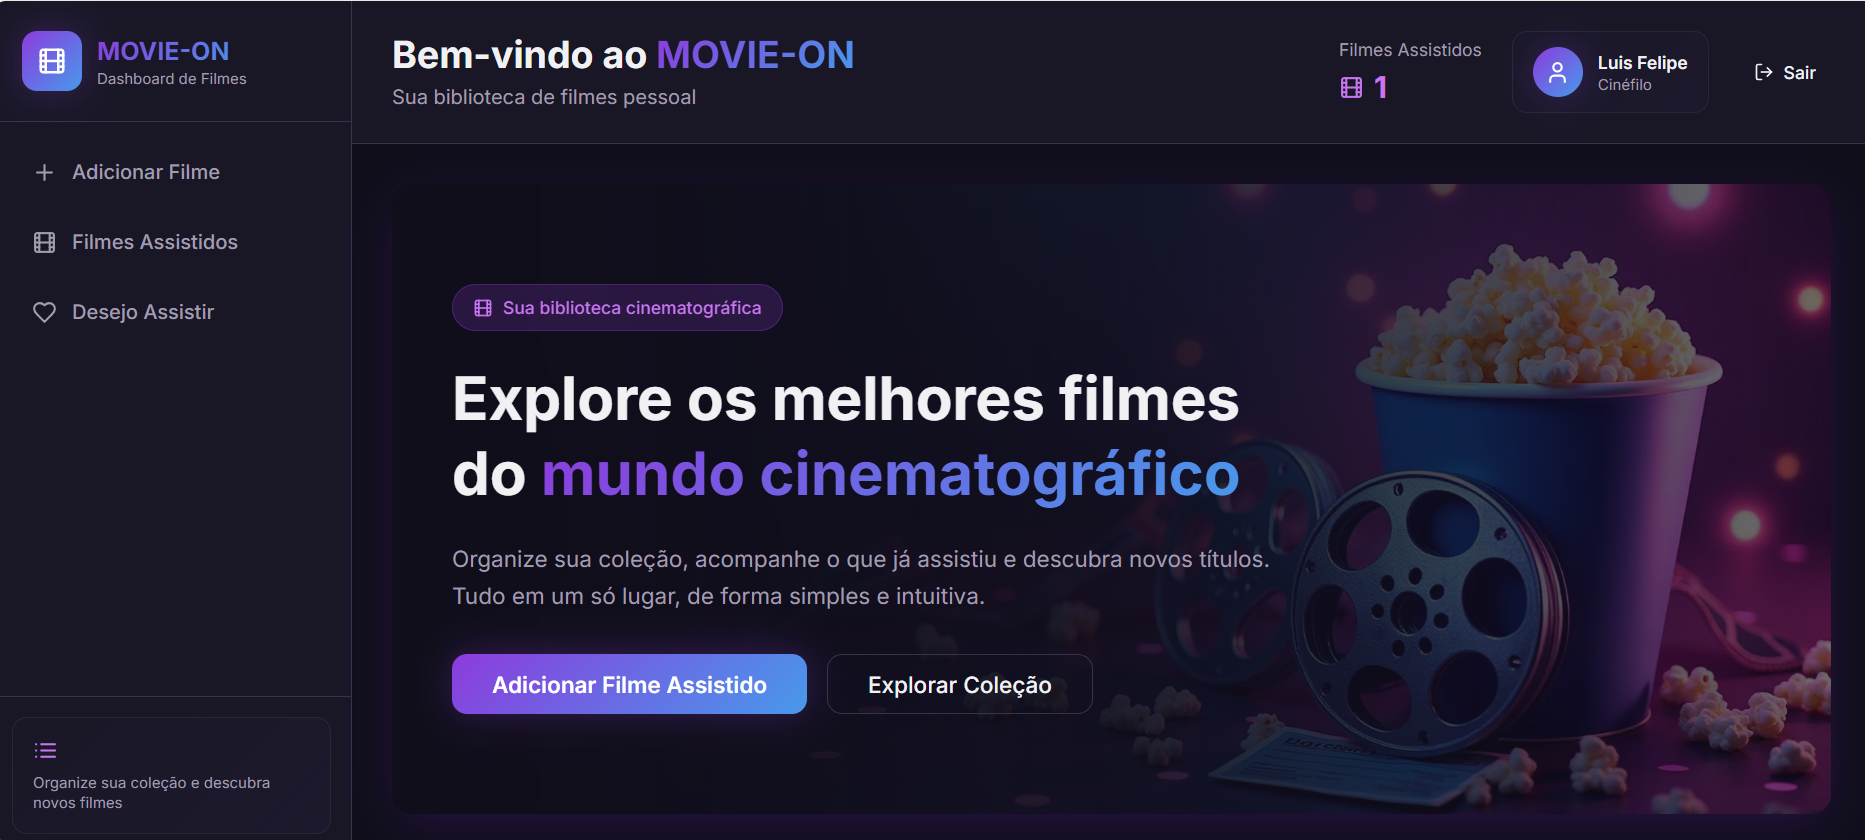 MOVIE-ON
Dashboard de Filmes
Adicionar Filme
Filmes Assistidos
Desejo Assistir
Organize sua coleção e descubra
novos filmes
Bem-vindo ao MOVIE-ON
Sua biblioteca de filmes pessoal
Filmes Assistidos
1
Luis Felipe
Cinéfilo
Sair
Sua biblioteca cinematográfica
Explore os melhores filmes
do mundo cinematográfico
Organize sua coleção, acompanhe o que já assistiu e descubra novos títulos.
Tudo em um só lugar, de forma simples e intuitiva.
Adicionar Filme Assistido
Explorar Coleção